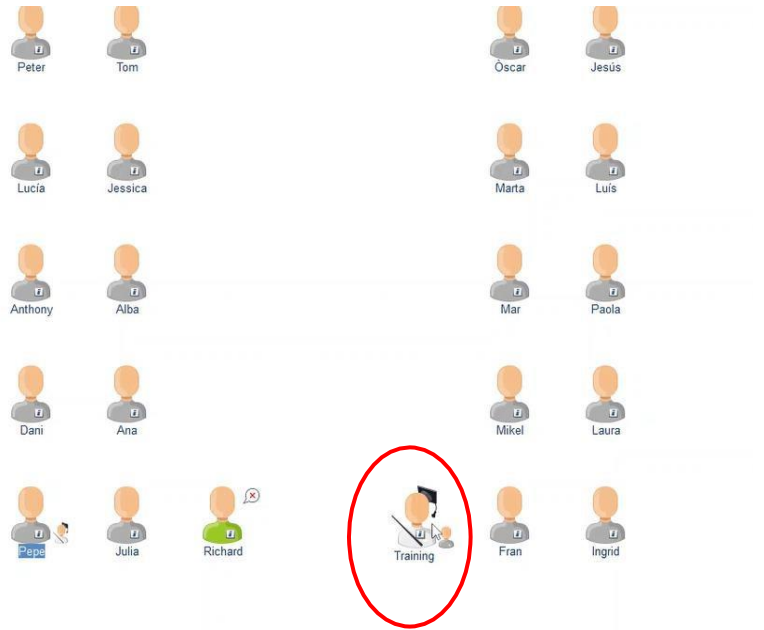 Peter Tom Òscar Jesús
Lucía Jessica Marta Luís
Anthony Alba Mar Paola
Dani Ana Mikel Laura
Pepe Julia Richard Training Fran Ingrid